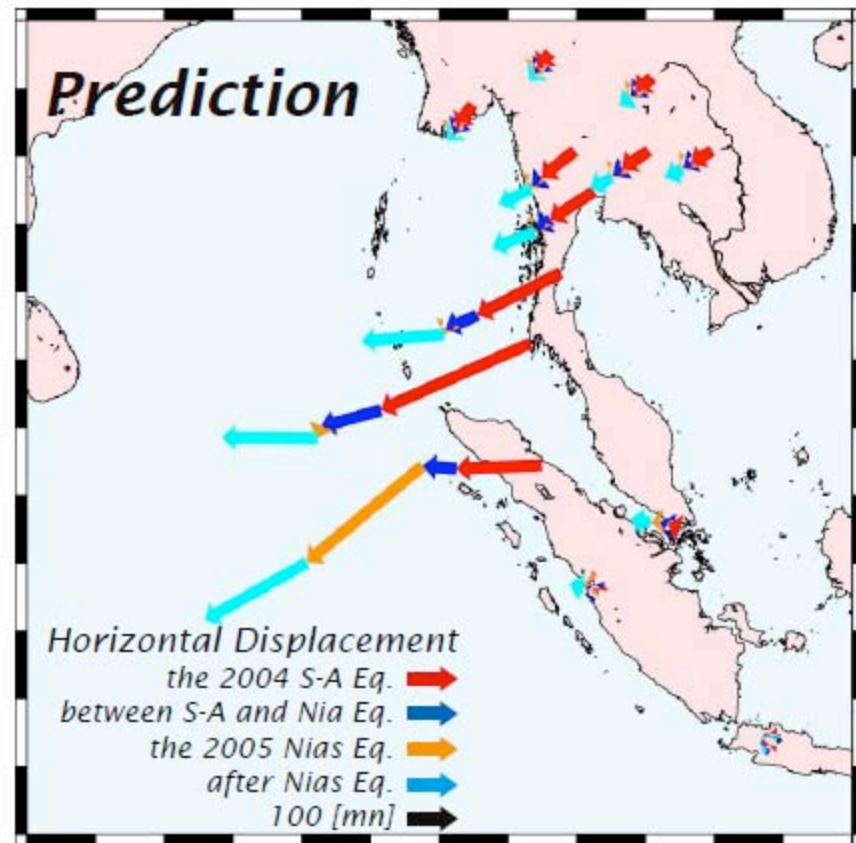 Prediction
Horizontal Displacement
the 2004 S-A Eq.
between S-A and Nia Eq.
the 2005 Nias Eq.
after Nias Eq.
100 [mn]